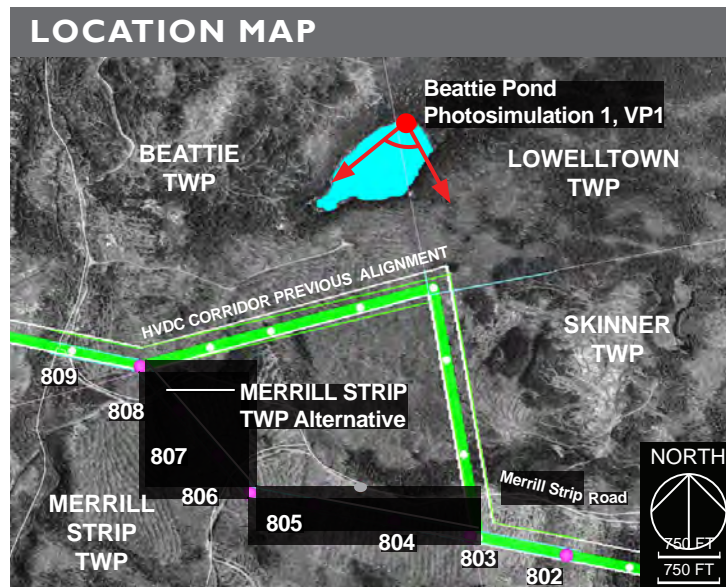 LOCATION MAP
Beattie Pond
Photosimulation 1, VP1
BEATTIE
TWP
LOWELLTOWN
TWP
HVDC CORRIDOR PREVIOUS ALIGNMENT
SKINNER
TWP
809
808
MERRILL STRIP
TWP Alternative
807
806
805
804
803
802
Merrill Strip Road
MERRILL
STRIP
TWP
NORTH
750 FT
750 FT